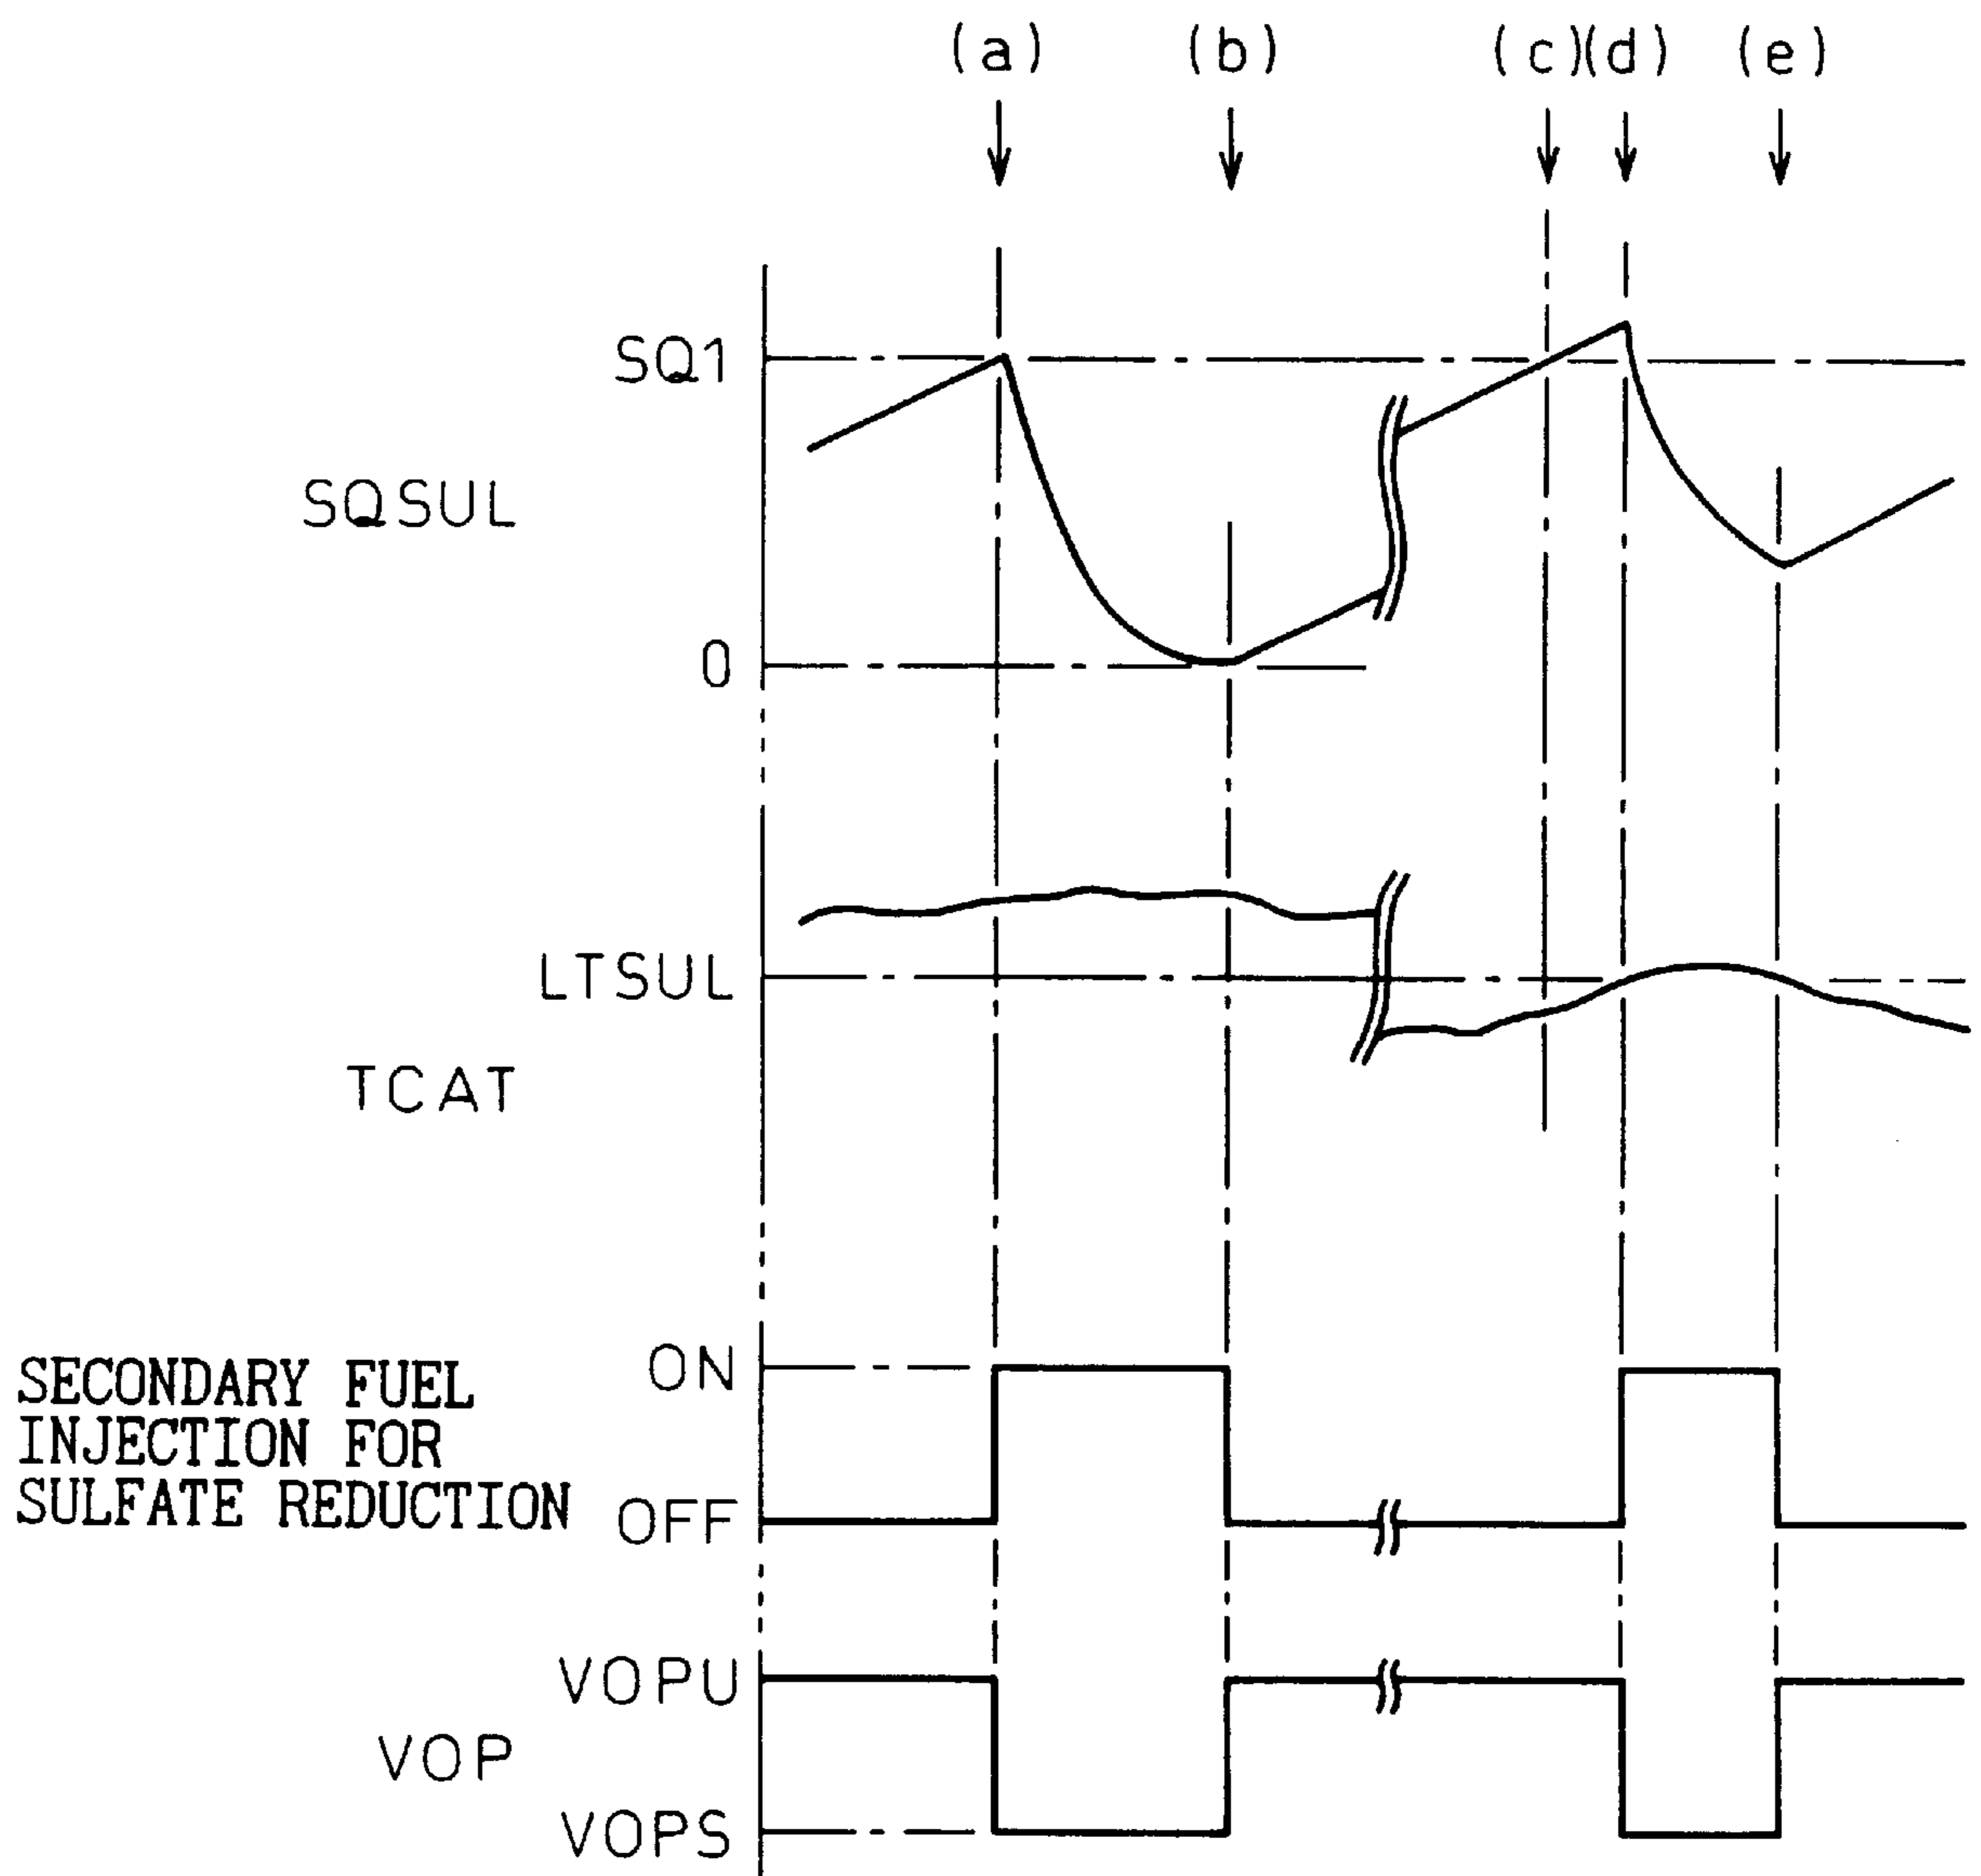 (a) (b) (c) (d) (e)
SQ1
SQSUL
0
LTSUL
TCAT
ON
SECONDARY FUEL
INJECTION FOR
SULFATE REDUCTION
OFF
VOPU
VOP
VOPS